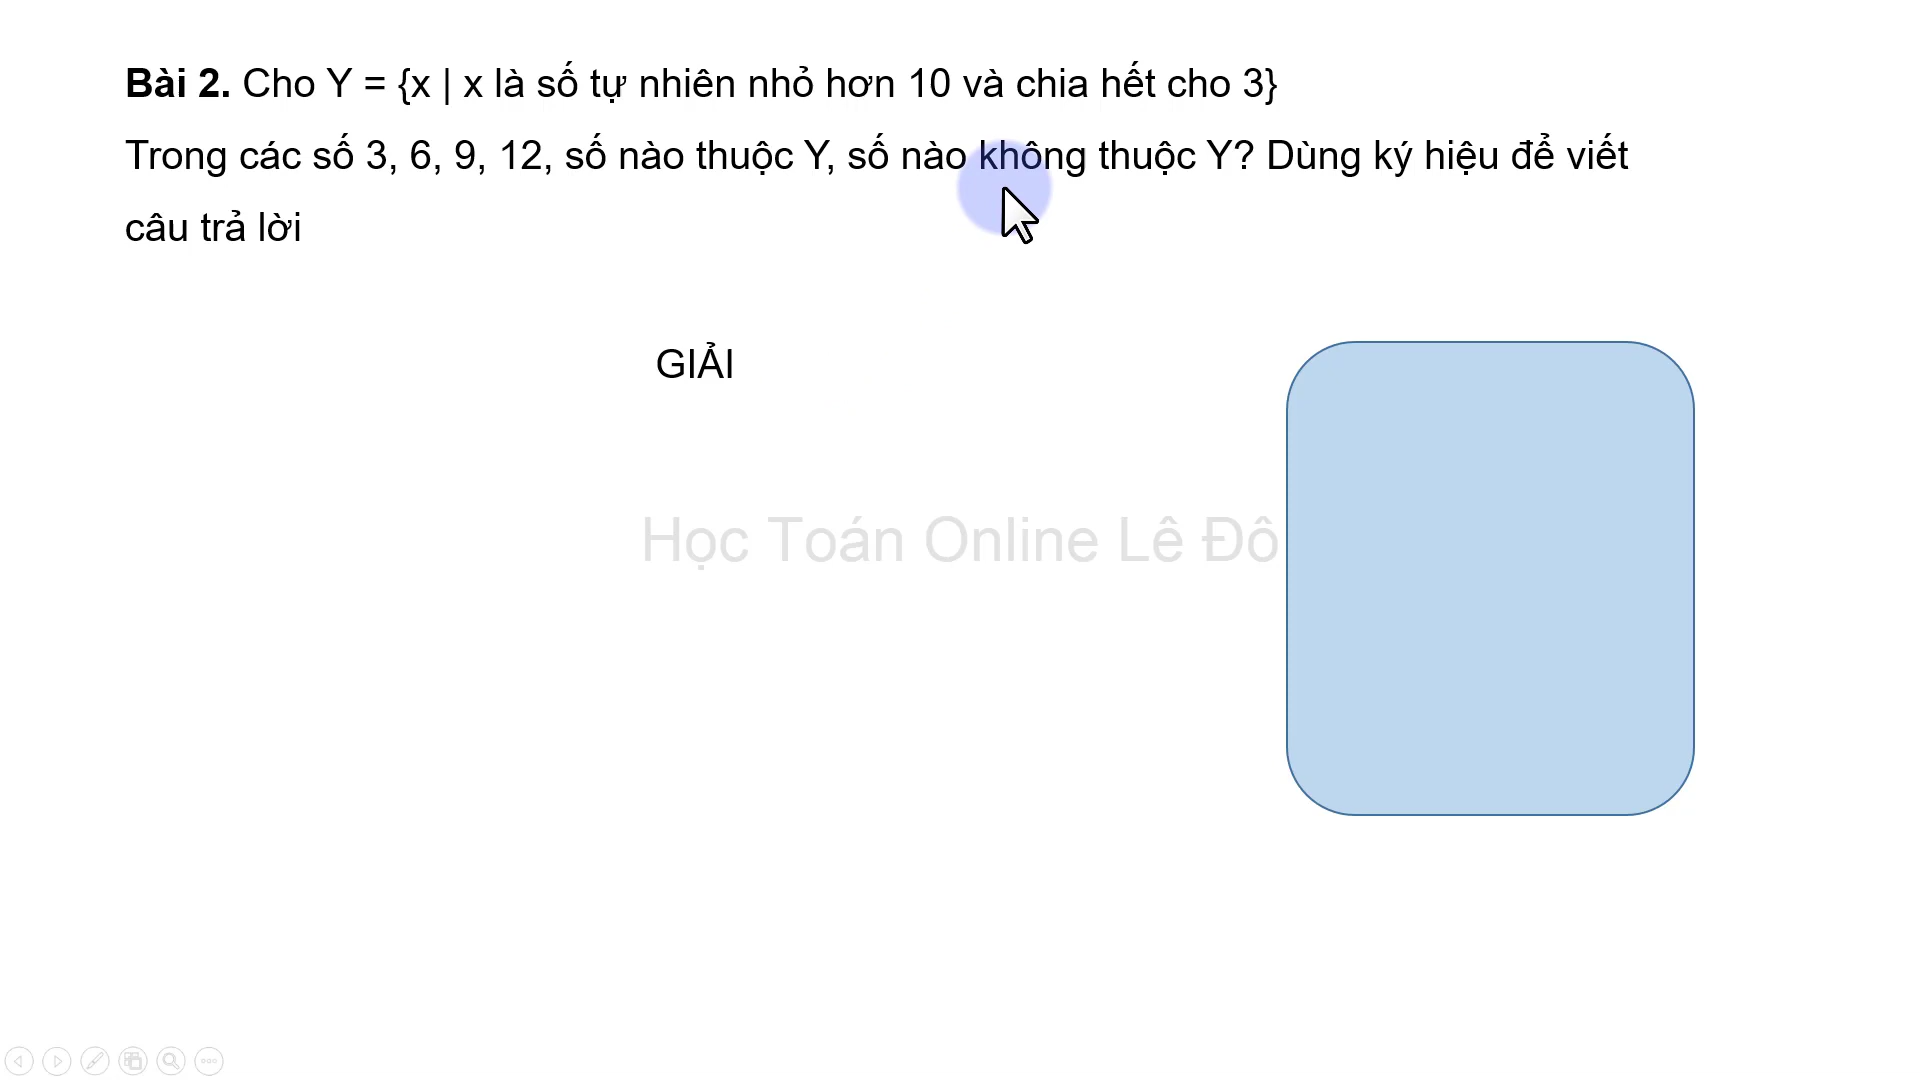 Bài 2. Cho Y = {x | x là số tự nhiên nhỏ hơn 10 và chia hết cho 3}
Trong các số 3, 6, 9, 12, số nào thuộc Y, số nào không thuộc Y? Dùng ký hiệu để viết
câu trả lời
GIẢI
Học Toán Online Lê Đô